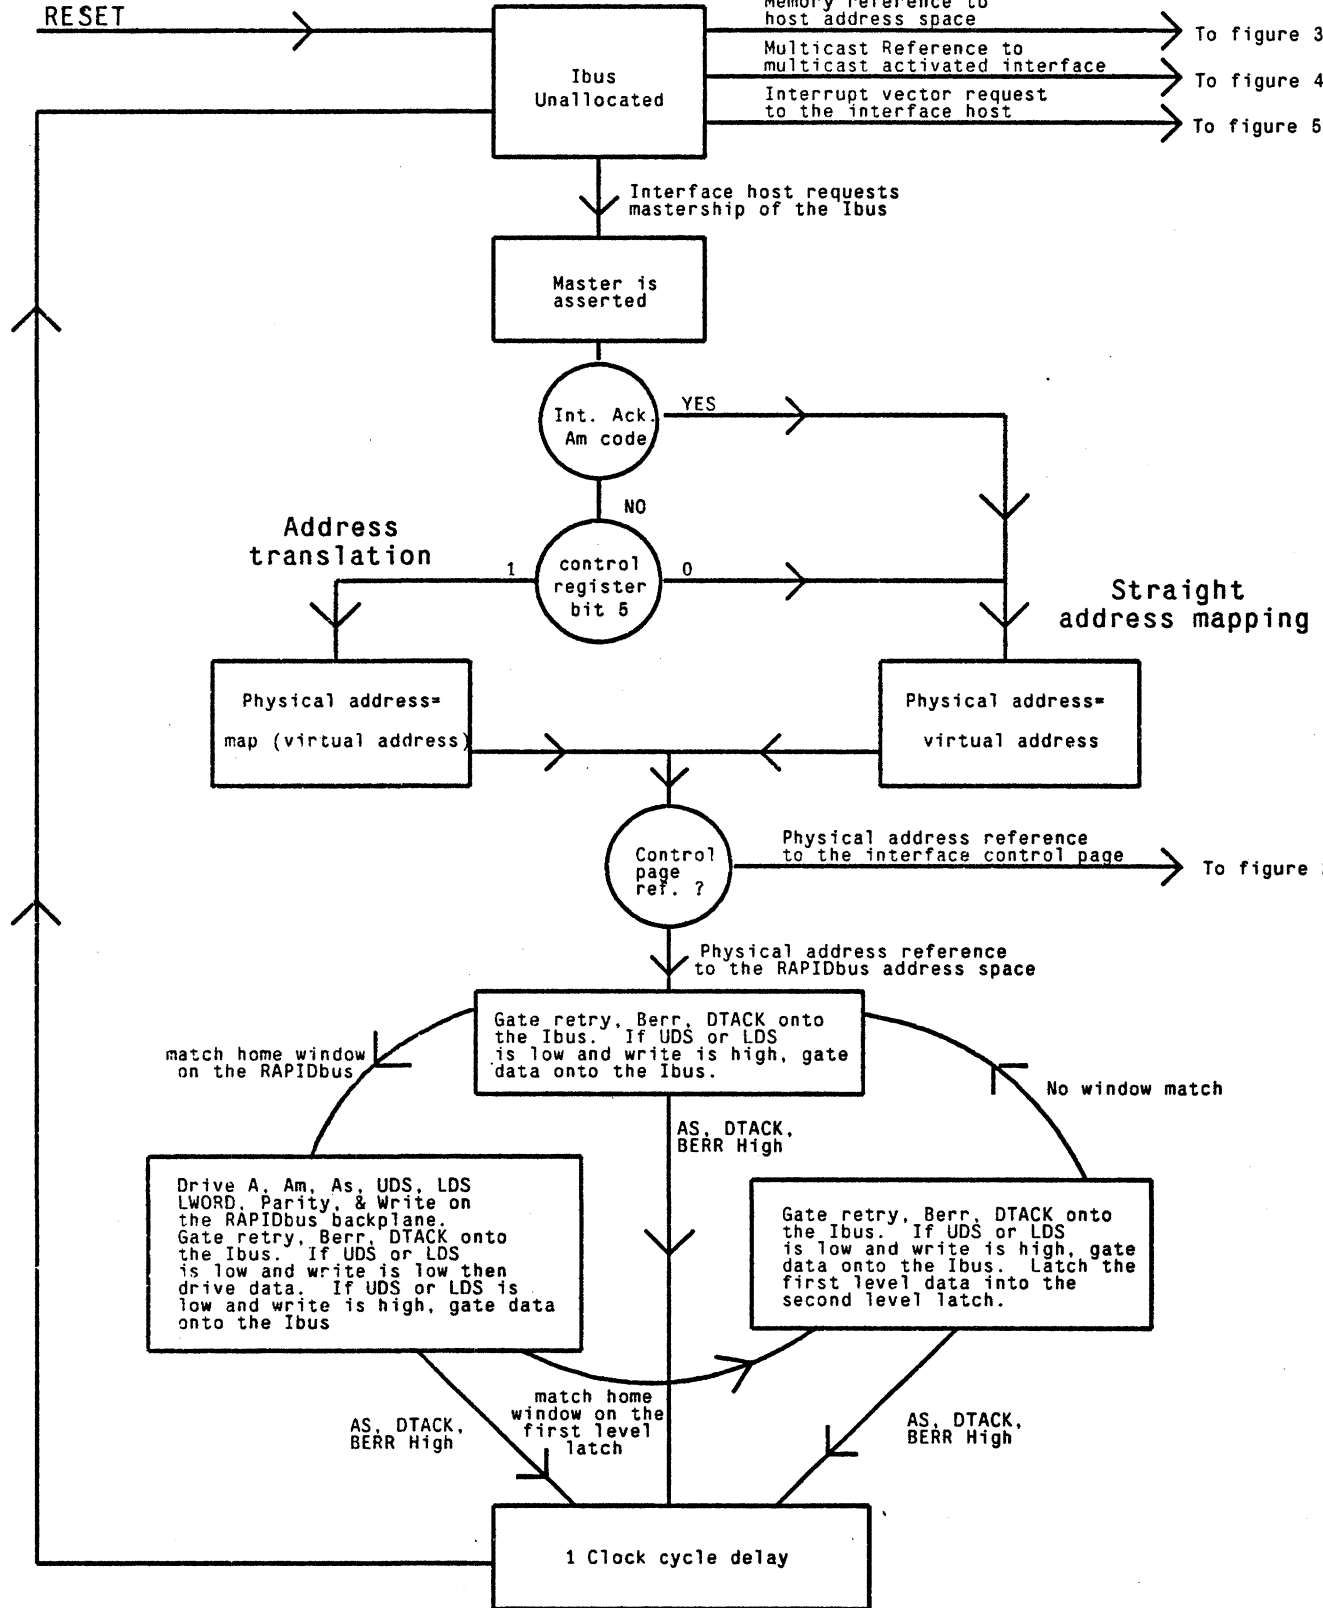 RESET
Memory reference to
host address space
To figure 3
Multicast Reference to
multicast activated interface
To figure 4
Interrupt vector request
to the interface host
To figure 5
Ibus
Unallocated
Interface host requests
mastership of the Ibus
Master is
asserted
Int. Ack.
Am code
YES
NO
Address
translation
1
control
register
bit 5
0
Straight
address mapping
Physical address=
map (virtual address)
Physical address=
virtual address
Control
page
ref. ?
Physical address reference
to the interface control page
To figure
Physical address reference
to the RAPIDbus address space
Gate retry, Berr, DTACK onto
the Ibus. If UDS or LDS
is low and write is high, gate
data onto the Ibus.
match home window
on the RAPIDbus
No window match
AS, DTACK,
BERR High
Drive A, Am, As, UDS, LDS
LWORD, Parity, & Write on
the RAPIDbus backplane.
Gate retry, Berr, DTACK onto
the Ibus. If UDS or LDS
is low and write is low then
drive data. If UDS or LDS is
low and write is high, gate data
onto the Ibus
Gate retry, Berr, DTACK onto
the Ibus. If UDS or LDS
is low and write is high, gate
data onto the Ibus. Latch the
first level data into the
second level latch.
AS, DTACK,
BERR High
match home
window on the
first level
latch
AS, DTACK,
BERR High
1 Clock cycle delay